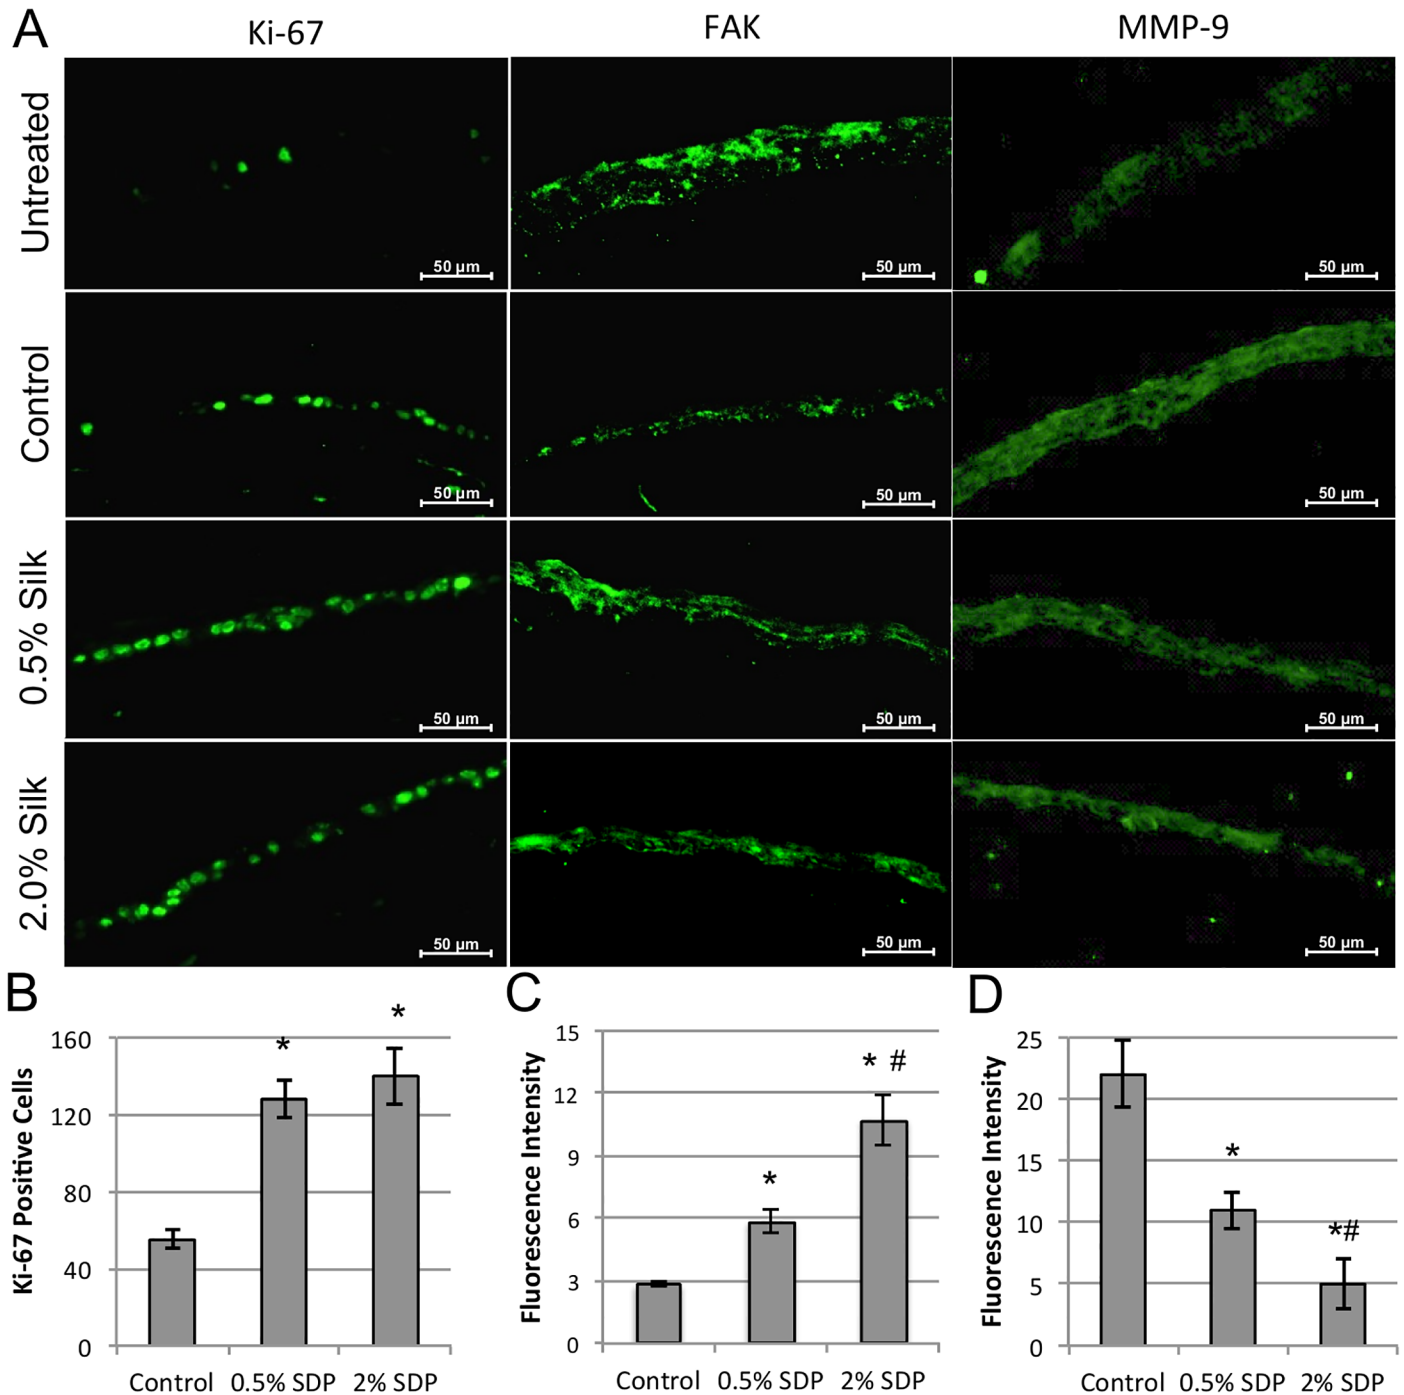 A
Ki-67 FAK MMP-9
Untreated
50 µm 50 µm 50 µm
Control
50 µm 50 µm 50 µm
0.5% Silk
50 µm 50 µm 50 µm
2.0% Silk
50 µm 50 µm 50 µm
B
Ki-67 Positive Cells
160
120
80
40
0
*
*
Control 0.5% SDP 2% SDP
C
Fluorescence Intensity
15
12
9
6
3
0
*
* #
Control 0.5% SDP 2% SDP
D
Fluorescence Intensity
25
20
15
10
5
0
*
*#
Control 0.5% SDP 2% SDP